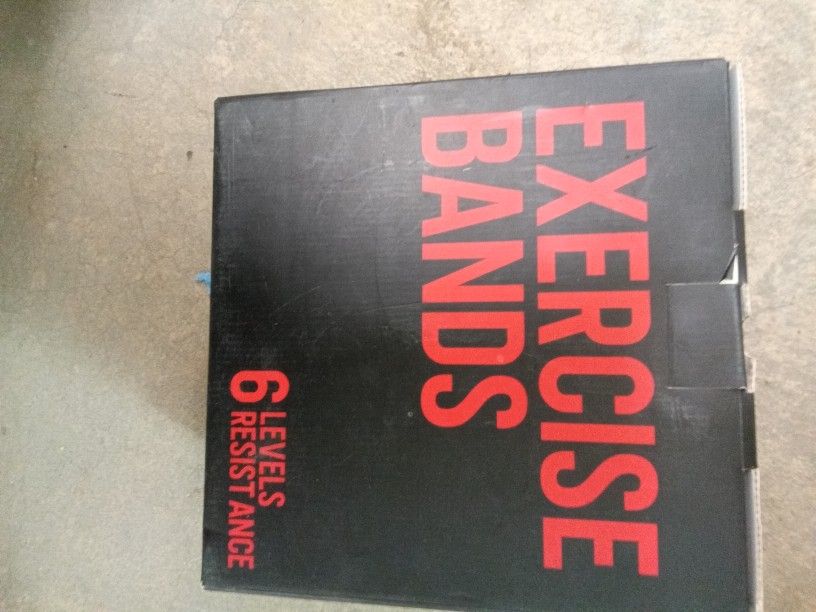 EXERCISE
BANDS
6 LEVELS
RESISTANCE